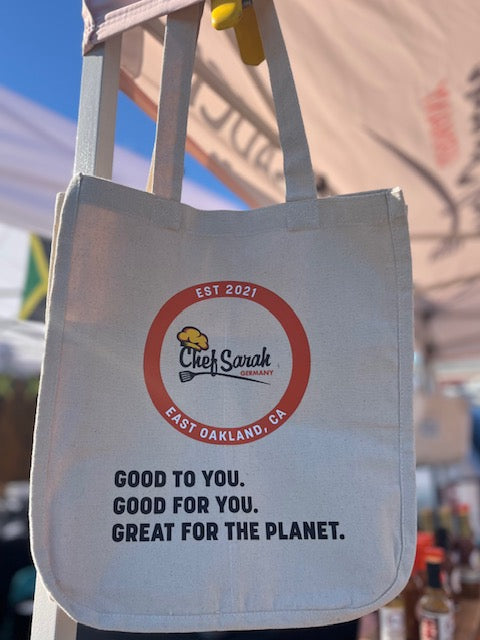 EST 2021
Chef Sarah
GERMANY
EAST OAKLAND, CA
GOOD TO YOU.
GOOD FOR YOU.
GREAT FOR THE PLANET.